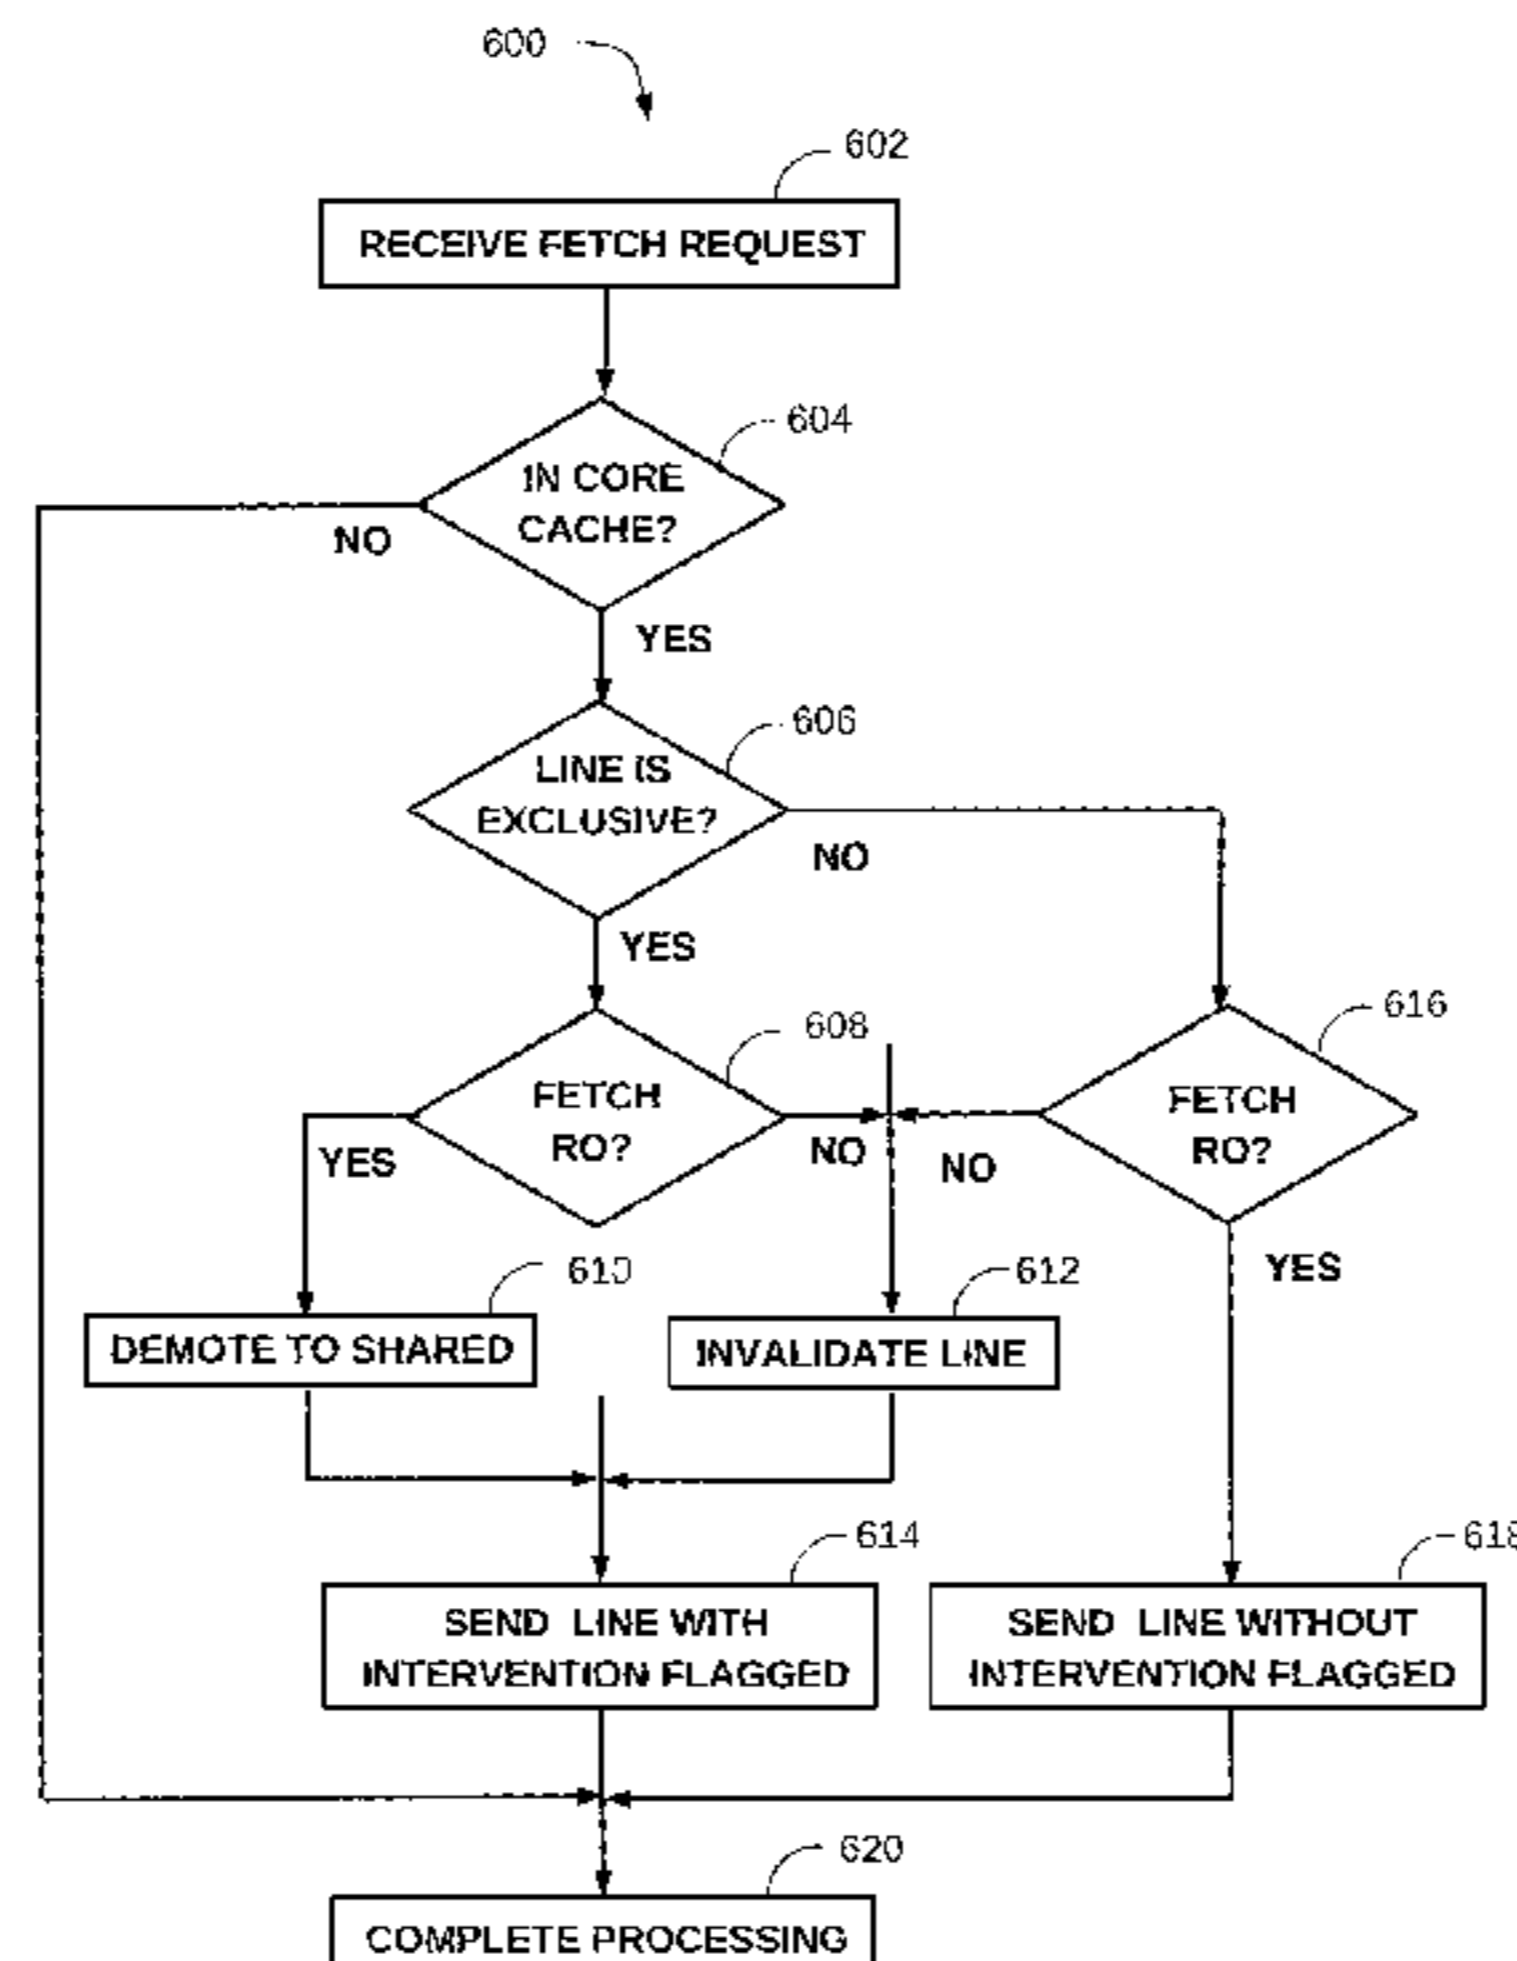 600
602
RECEIVE FETCH REQUEST
604
IN CORE
CACHE?
NO
YES
606
LINE IS
EXCLUSIVE?
NO
YES
608
616
FETCH
RO?
FETCH
RO?
YES
NO
NO
YES
610
612
DEMOTE TO SHARED
INVALIDATE LINE
614
618
SEND LINE WITH
INTERVENTION FLAGGED
SEND LINE WITHOUT
INTERVENTION FLAGGED
620
COMPLETE PROCESSING